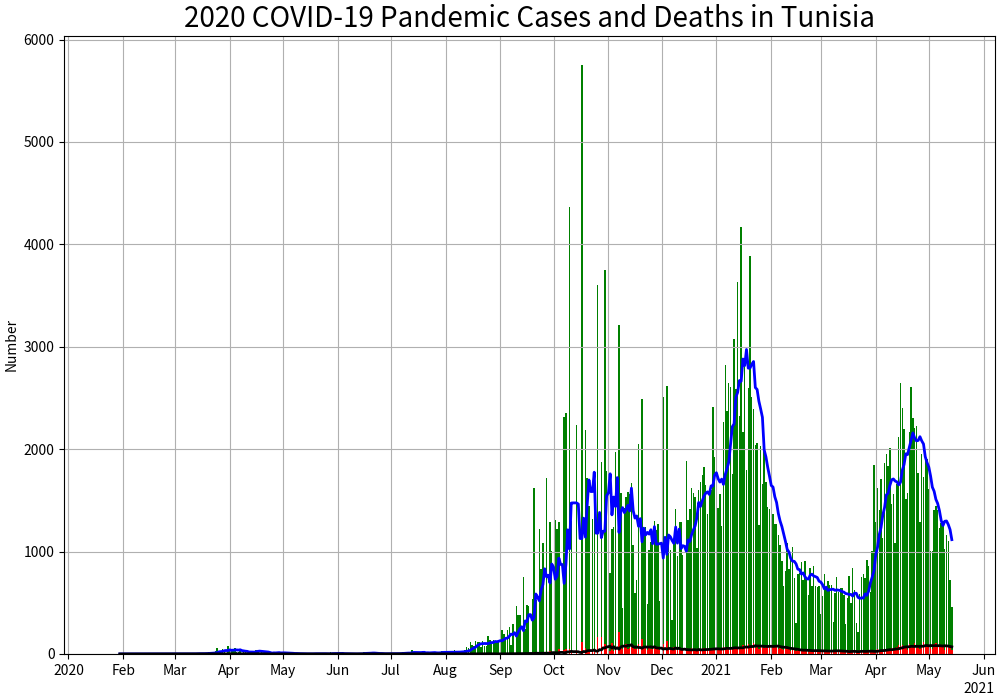 2020 COVID-19 Pandemic Cases and Deaths in Tunisia
6000
5000
4000
3000
2000
1000
0
Number
2020 Feb Mar Apr May Jun Jul Aug Sep Oct Nov Dec 2021 Feb Mar Apr May Jun
2021